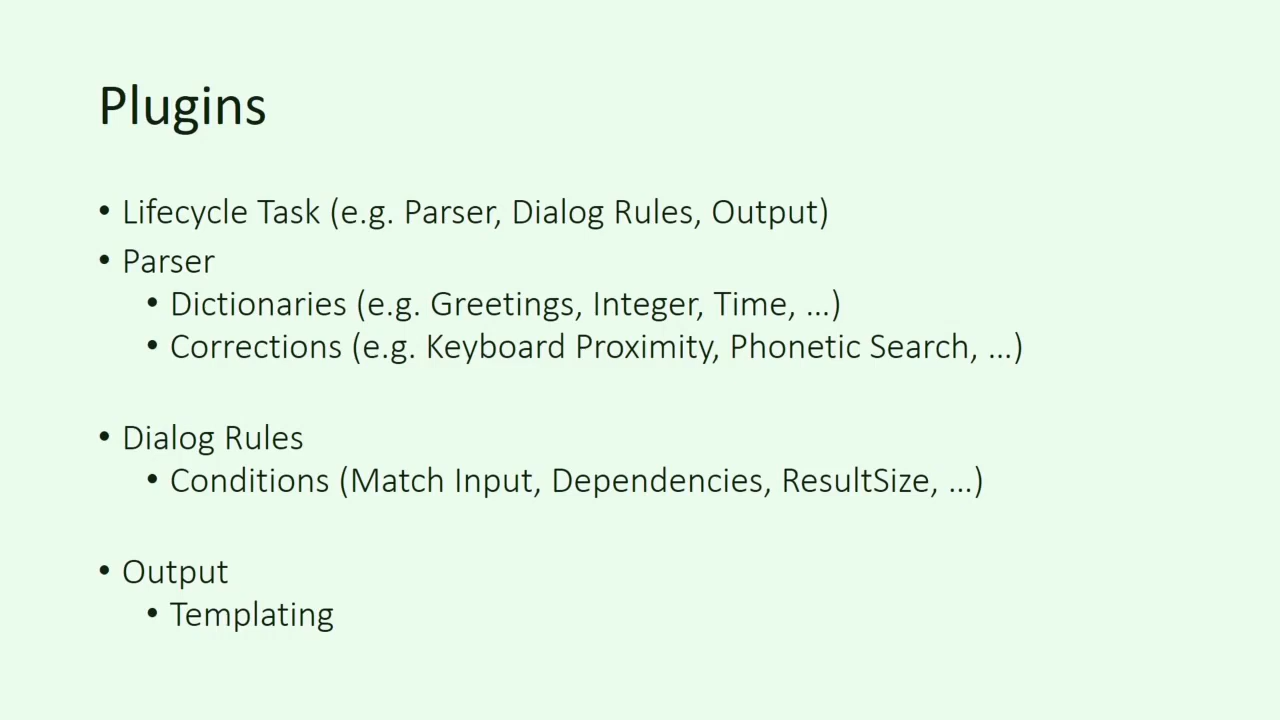 Plugins
• Lifecycle Task (e.g. Parser, Dialog Rules, Output)
• Parser
• Dictionaries (e.g. Greetings, Integer, Time, ...)
• Corrections (e.g. Keyboard Proximity, Phonetic Search, ...)
• Dialog Rules
• Conditions (Match Input, Dependencies, ResultSize, ...)
• Output
• Templating